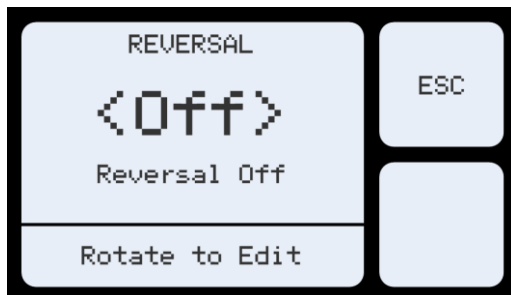 REVERSAL
<Off>
Reversal Off
Rotate to Edit
ESC